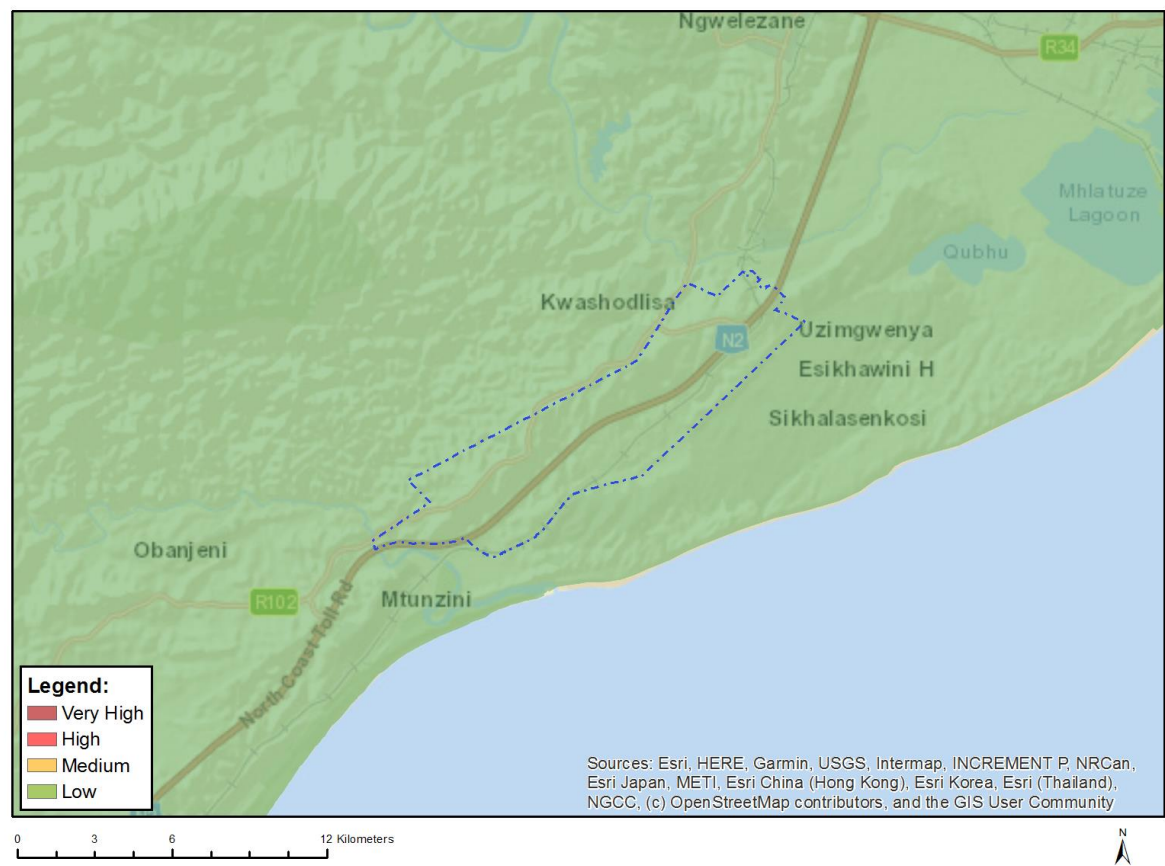 Ngwelezane
R34
Mhlatuze
Lagoon
Qubhu
Kwashodlisa
Uzimgwenya
N2
Esikhawini H
Sikhalasenkosi
Obanjeni
R102
Mtunzini
North Coast Toll Rd
Legend:
Very High
High
Medium
Low
Sources: Esri, HERE, Garmin, USGS, Intermap, INCREMENT P, NRCan,
Esri Japan, METI, Esri China (Hong Kong), Esri Korea, Esri (Thailand),
NGCC, (c) OpenStreetMap contributors, and the GIS User Community
0 3 6 12 Kilometers
N